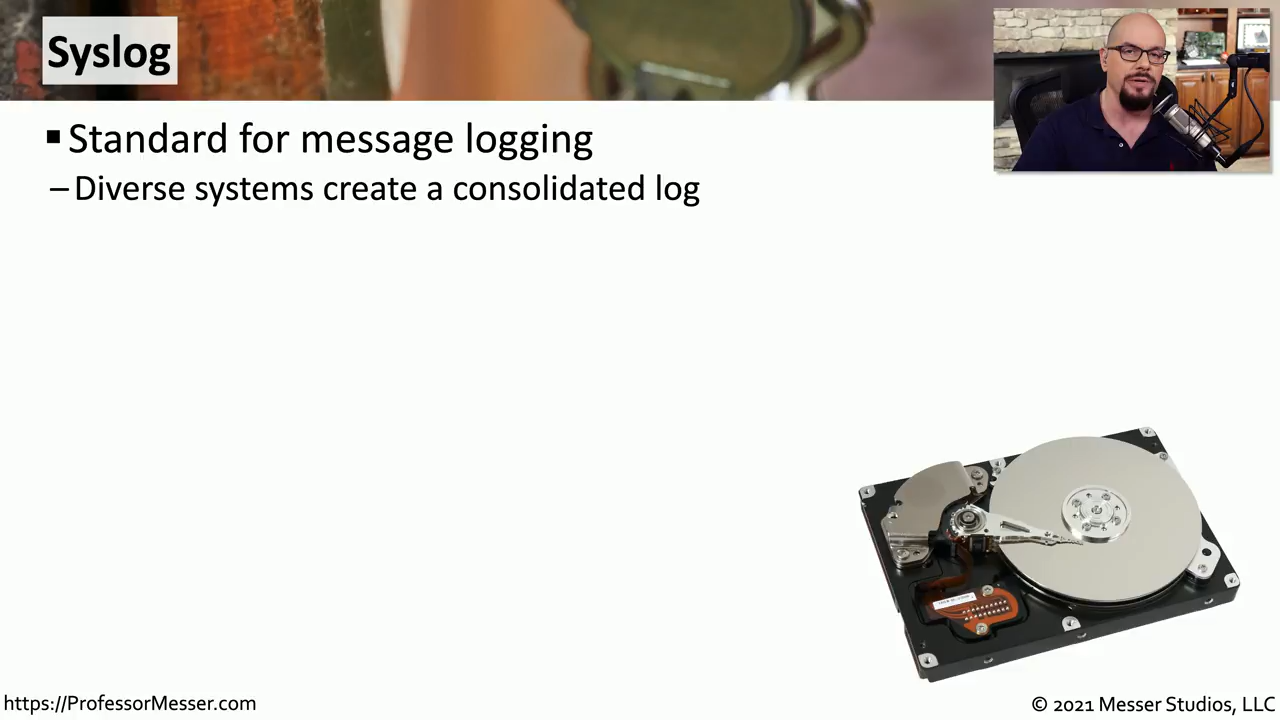 Syslog
▪ Standard for message logging
– Diverse systems create a consolidated log
https://ProfessorMesser.com
© 2021 Messer Studios, LLC